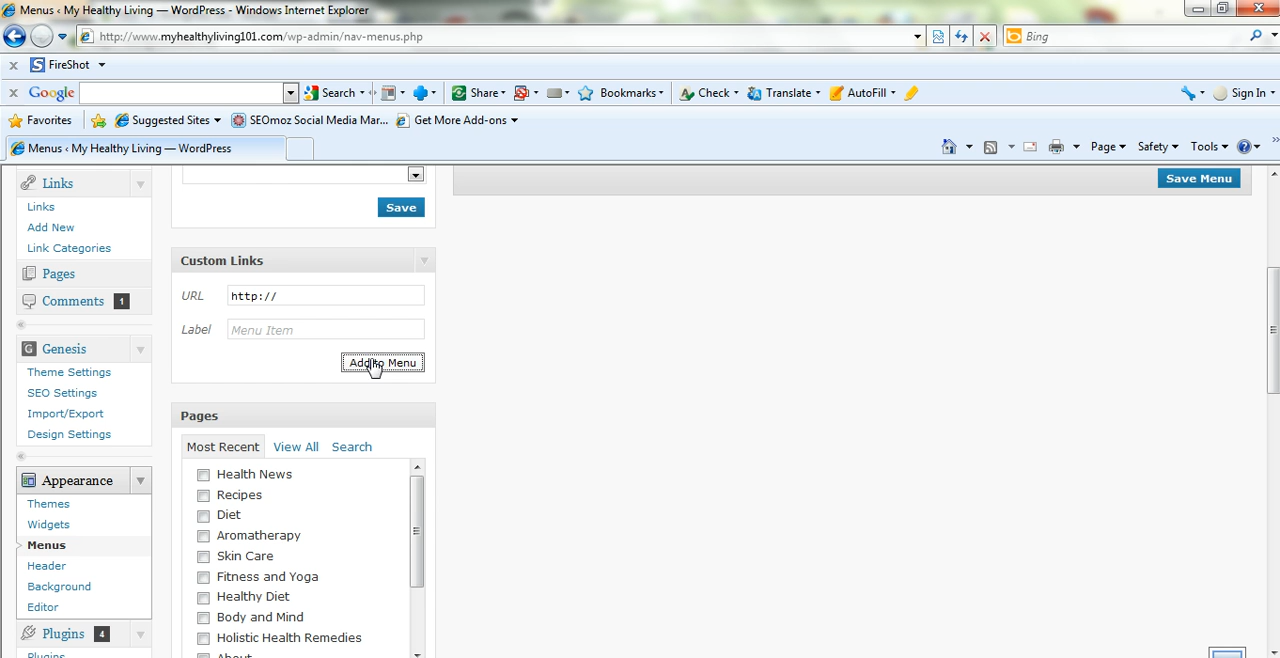 Menus ‹ My Healthy Living — WordPress - Windows Internet Explorer
http://www.myhealthyliving101.com/wp-admin/nav-menus.php
Bing
x FireShot
x Google Search Share Bookmarks Check Translate AutoFill Sign In
Favorites Suggested Sites SEOmoz Social Media Mar... Get More Add-ons
Menus ‹ My Healthy Living — WordPress
Page Safety Tools
Links
Links
Add New
Link Categories
Pages
Comments 1
G Genesis
Theme Settings
SEO Settings
Import/Export
Design Settings
Appearance
Themes
Widgets
Menus
Header
Background
Editor
Plugins 4
Plugins
Save
Custom Links
URL http://
Label Menu Item
Add to Menu
Pages
Most Recent View All Search
Health News
Recipes
Diet
Aromatherapy
Skin Care
Fitness and Yoga
Healthy Diet
Body and Mind
Holistic Health Remedies
About
Save Menu